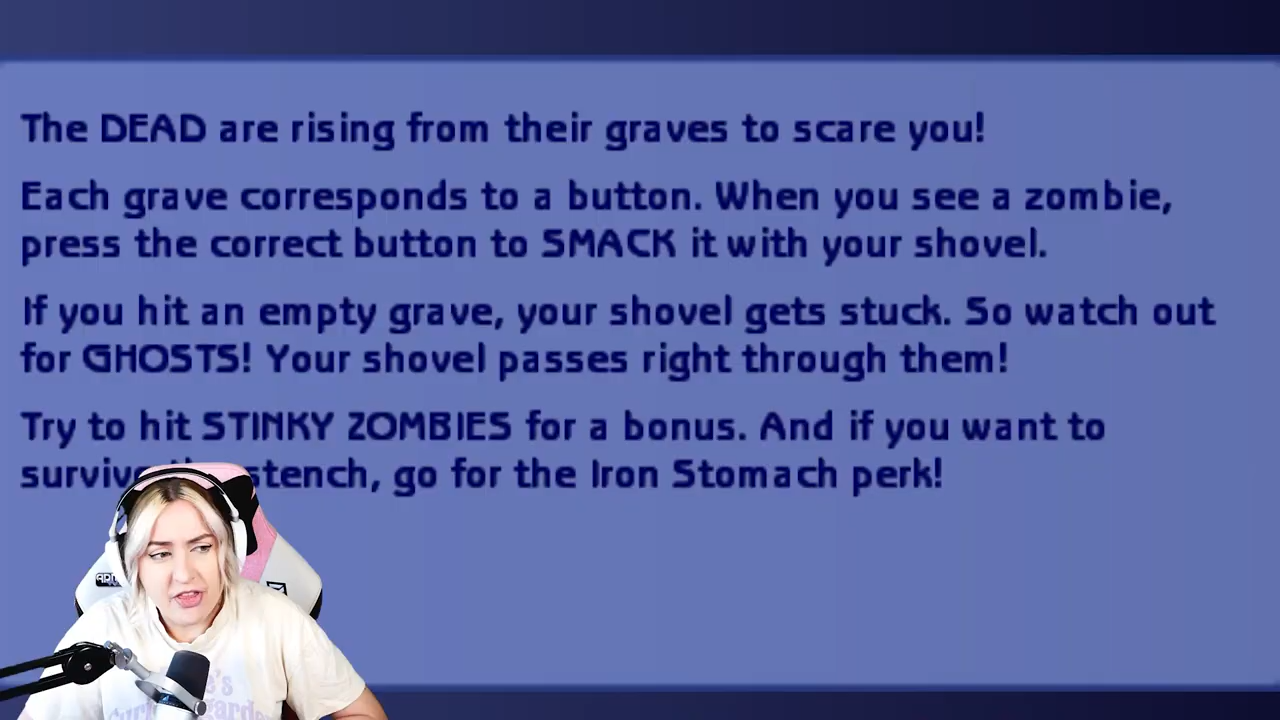 The DEAD are rising from their graves to scare you!
Each grave corresponds to a button. When you see a zombie,
press the correct button to SMACK it with your shovel.
If you hit an empty grave, your shovel gets stuck. So watch out
for GHOSTS! Your shovel passes right through them!
Try to hit STINKY ZOMBIES for a bonus. And if you want to
survive the stench, go for the Iron Stomach perk!